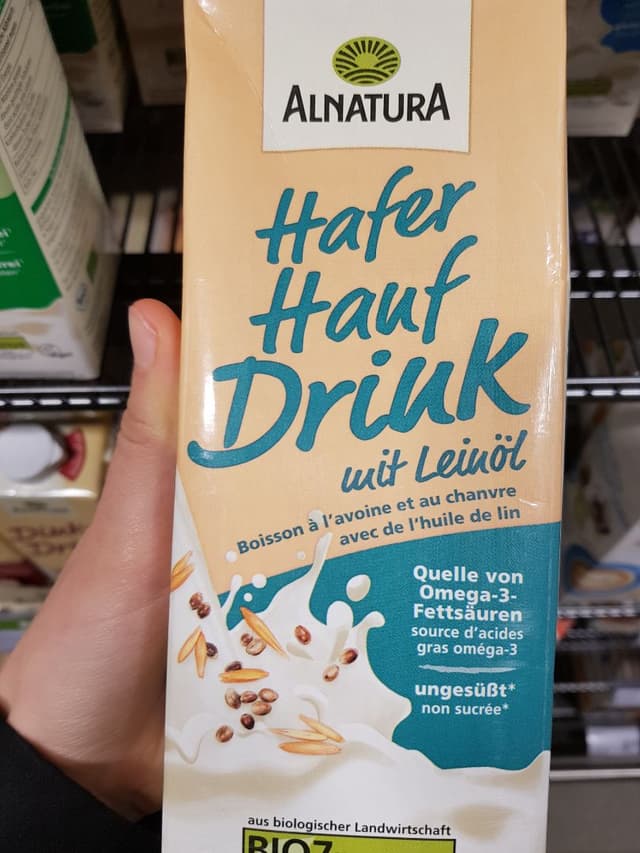 ALNATURA
Hafer
Hanf
Drink
mit Leinöl
Boisson à l'avoine et au chanvre
avec de l'huile de lin
Quelle von
Omega-3-
Fettsäuren
source d'acides
gras oméga-3
ungesüßt*
non sucrée*
aus biologischer Landwirtschaft